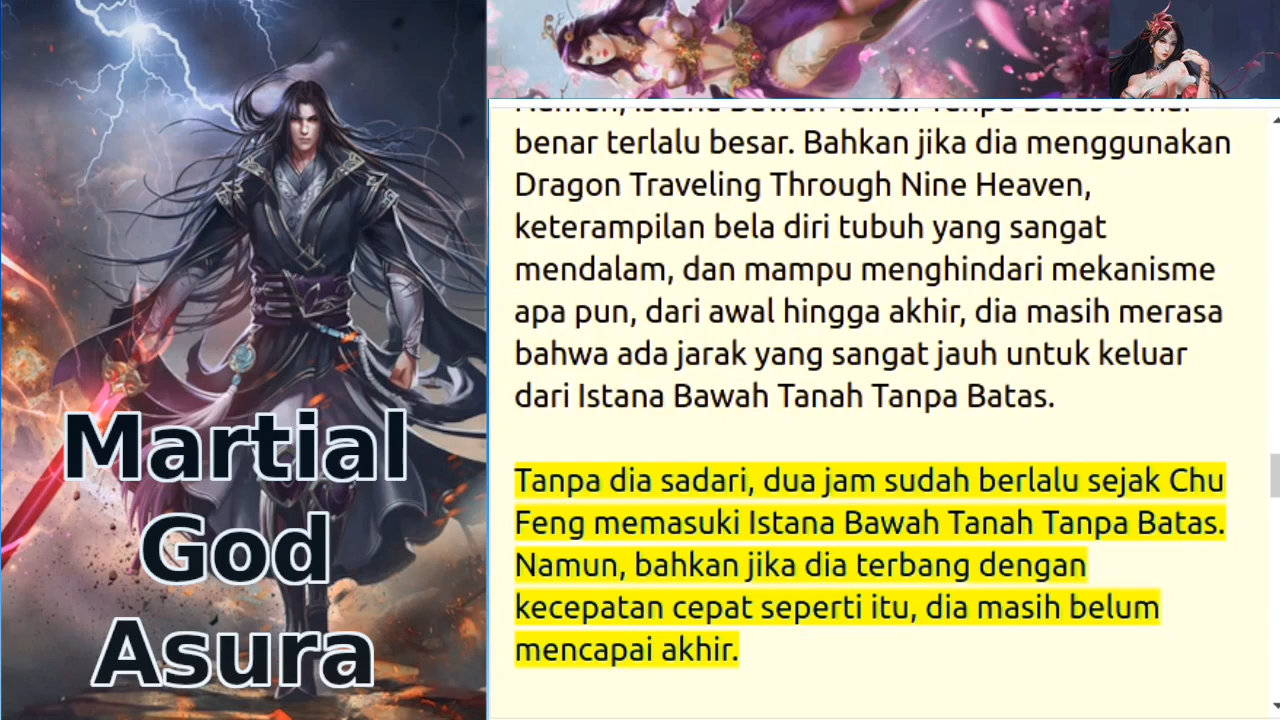 Martial
God
Asura
benar terlalu besar. Bahkan jika dia menggunakan
Dragon Traveling Through Nine Heaven,
keterampilan bela diri tubuh yang sangat
mendalam, dan mampu menghindari mekanisme
apa pun, dari awal hingga akhir, dia masih merasa
bahwa ada jarak yang sangat jauh untuk keluar
dari Istana Bawah Tanah Tanpa Batas.
Tanpa dia sadari, dua jam sudah berlalu sejak Chu
Feng memasuki Istana Bawah Tanah Tanpa Batas.
Namun, bahkan jika dia terbang dengan
kecepatan cepat seperti itu, dia masih belum
mencapai akhir.